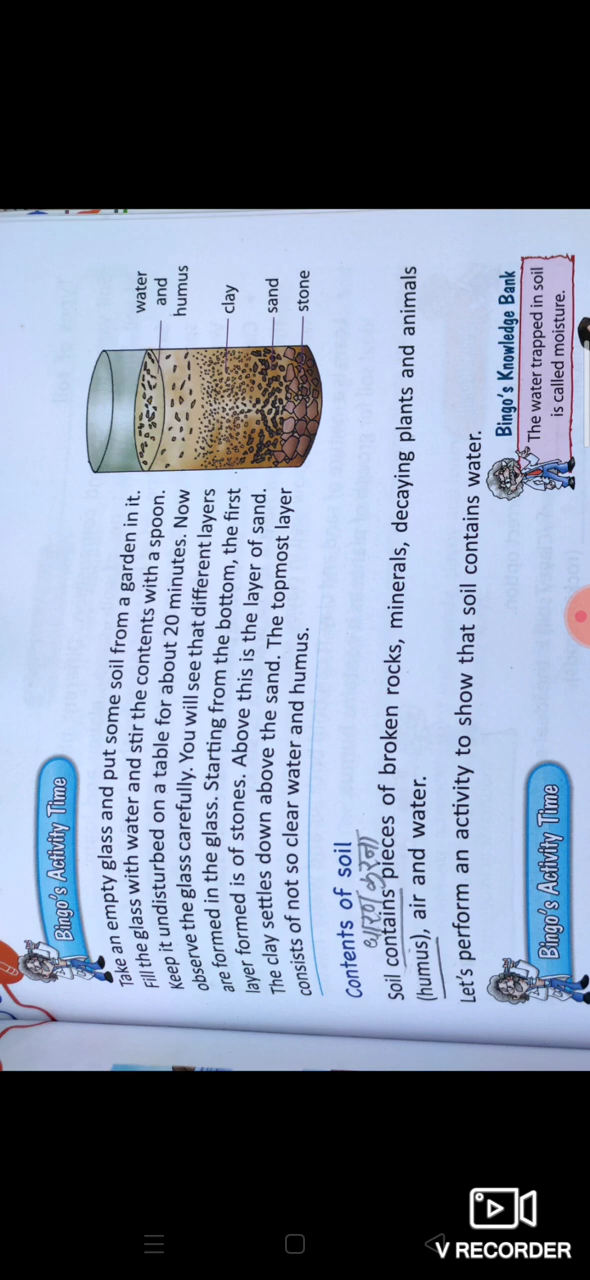 Bingo's Activity Time
Take an empty glass and put some soil from a garden in it.
Fill the glass with water and stir the contents with a spoon.
Keep it undisturbed on a table for about 20 minutes. Now
observe the glass carefully. You will see that different layers
are formed in the glass. Starting from the bottom, the first
layer formed is of stones. Above this is the layer of sand.
The clay settles down above the sand. The topmost layer
consists of not so clear water and humus.
water
and
humus
clay
sand
stone
Contents of soil
धारण करना
Soil contains pieces of broken rocks, minerals, decaying plants and animals
(humus), air and water.
Let's perform an activity to show that soil contains water.
Bingo's Knowledge Bank
The water trapped in soil
is called moisture.
Bingo's Activity Time
V RECORDER